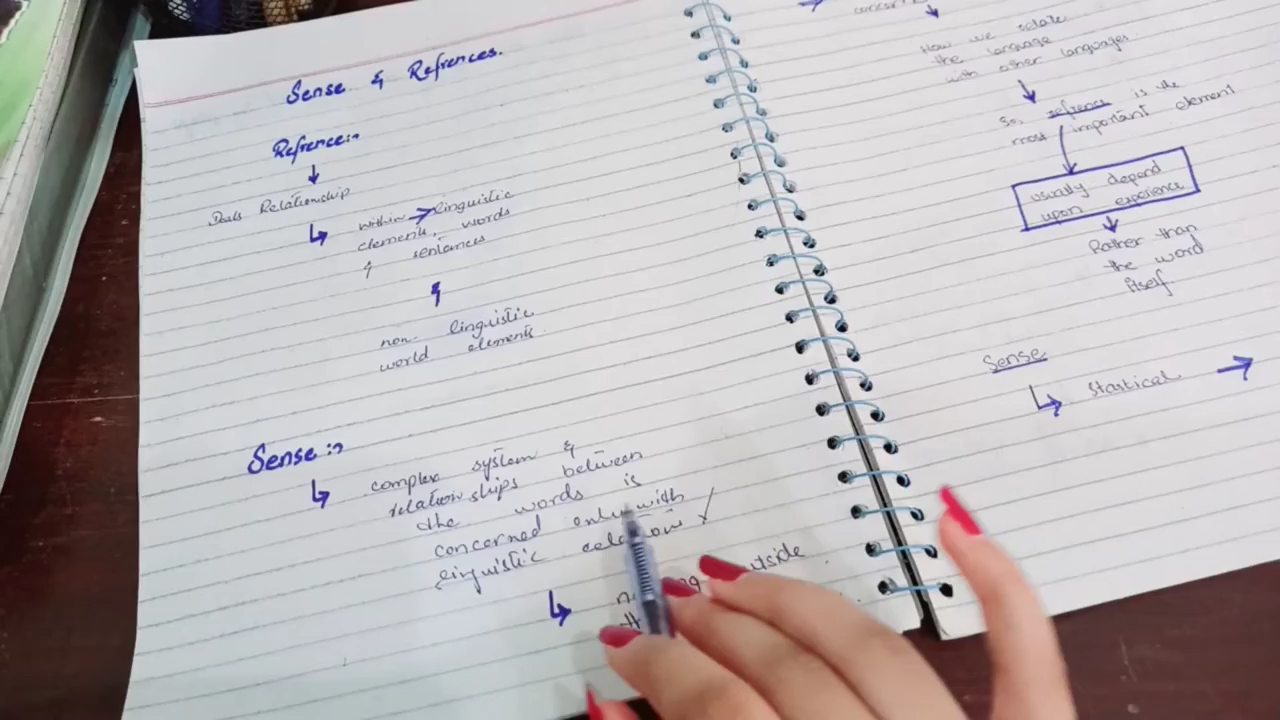 Sense & Refrences.
Refrence:-
Deals Relationship
within → linguistic
elements, words
& sentences
&
non linguistic
world elements
Sense :-
complex system &
relationships between
the words is
concerned only with
linguistic
outside
How we relate
the language
with other languages.
So, refrence is the
most important element
usually depend
upon experience
Rather than
the word
itself
Sense
Stastical →